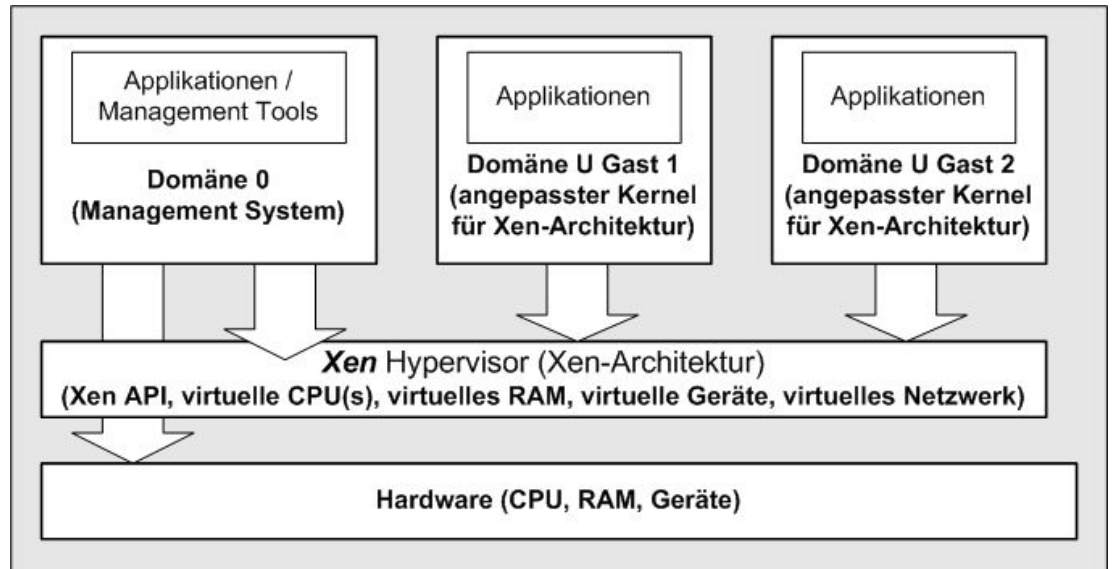 Applikationen /
Management Tools
Domäne 0
(Management System)
Applikationen
Domäne U Gast 1
(angepasster Kernel
für Xen-Architektur)
Applikationen
Domäne U Gast 2
(angepasster Kernel
für Xen-Architektur)
Xen Hypervisor (Xen-Architektur)
(Xen API, virtuelle CPU(s), virtuelles RAM, virtuelle Geräte, virtuelles Netzwerk)
Hardware (CPU, RAM, Geräte)